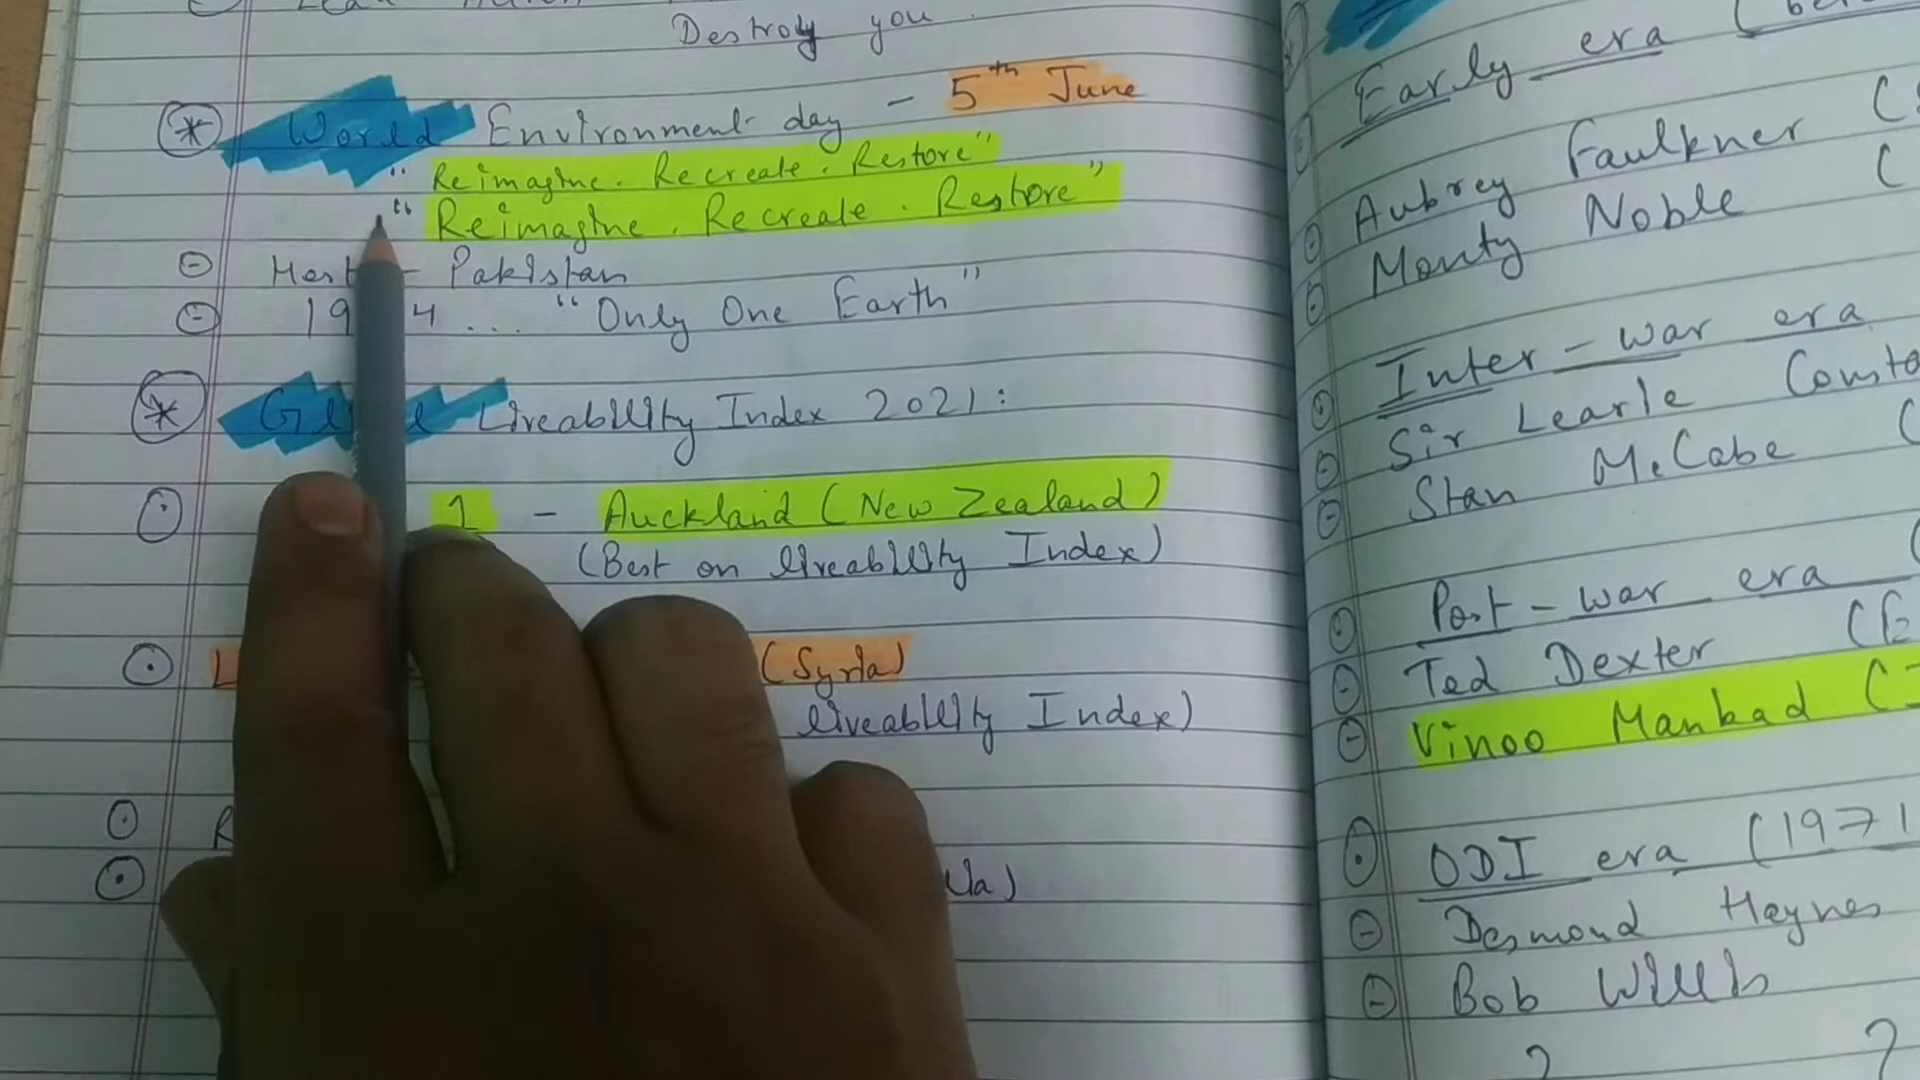 Destroy you
World Environment day - 5th June
"Reimagine. Recreate. Restore"
"Reimagine. Recreate. Restore"
Host - Pakistan
"Only One Earth"
Liveability Index 2021:
1 - Auckland (New Zealand)
(Best on liveability Index)
(Syria)
liveability Index)
Early era
Aubrey Faulkner
Monty Noble
Inter-war era
Sir Learie
Stan McCabe
Post-war era
Ted Dexter
Vinoo Mankad
ODI era (1971
Desmond Haynes
Bob Willis